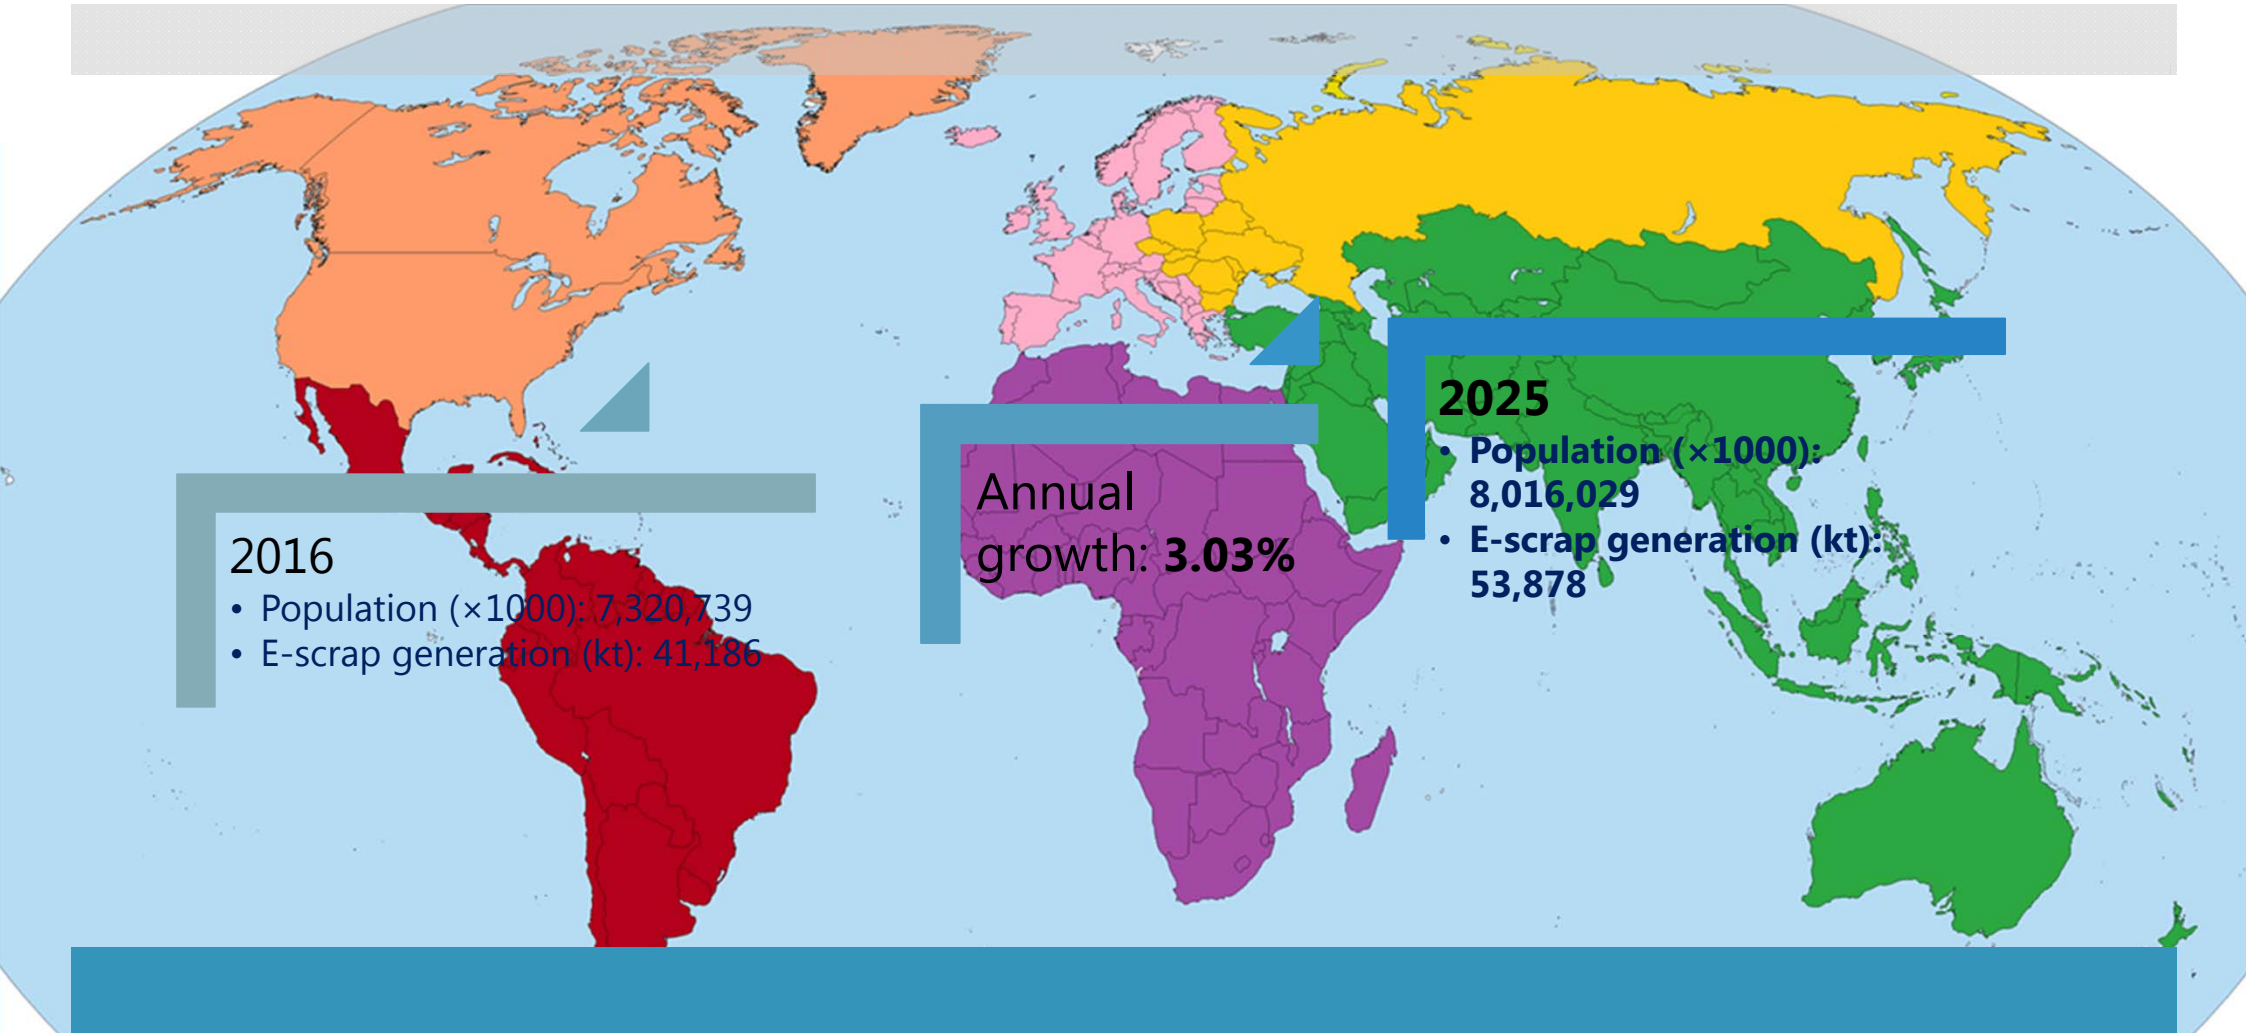 2016
• Population (×1000): 7,320,739
• E-scrap generation (kt): 41,186
Annual
growth: 3.03%
2025
• Population (×1000):
8,016,029
• E-scrap generation (kt):
53,878